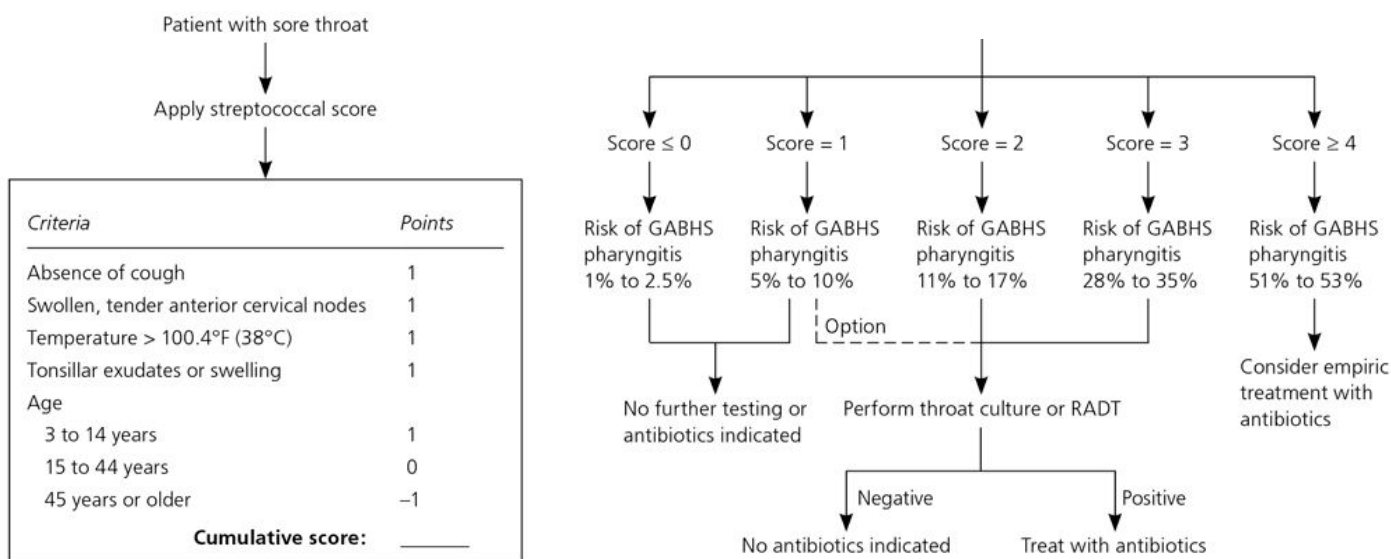 Patient with sore throat
Apply streptococcal score
Criteria Points
Absence of cough 1
Swollen, tender anterior cervical nodes 1
Temperature > 100.4°F (38°C) 1
Tonsillar exudates or swelling 1
Age
3 to 14 years 1
15 to 44 years 0
45 years or older –1
Cumulative score: ______
Score ≤ 0
Score = 1
Score = 2
Score = 3
Score ≥ 4
Risk of GABHS
pharyngitis
1% to 2.5%
Risk of GABHS
pharyngitis
5% to 10%
Risk of GABHS
pharyngitis
11% to 17%
Risk of GABHS
pharyngitis
28% to 35%
Risk of GABHS
pharyngitis
51% to 53%
Option
No further testing or
antibiotics indicated
Perform throat culture or RADT
Consider empiric
treatment with
antibiotics
Negative
Positive
No antibiotics indicated
Treat with antibiotics